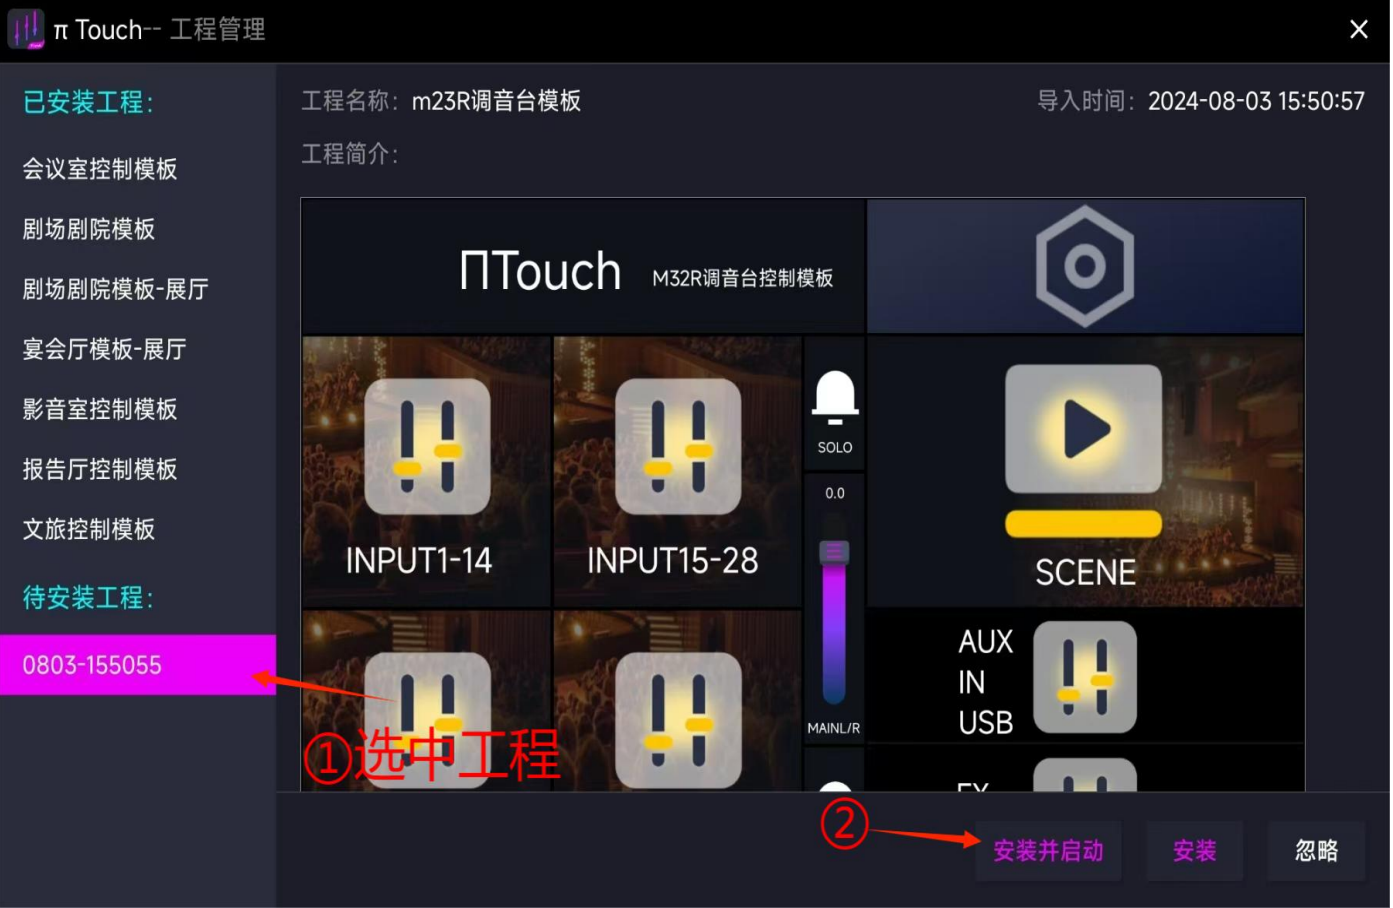 π Touch-- 工程管理
已安装工程：
会议室控制模板
剧场剧院模板
剧场剧院模板-展厅
宴会厅模板-展厅
影音室控制模板
报告厅控制模板
文旅控制模板
待安装工程：
0803-155055
工程名称：m23R调音台模板
导入时间：2024-08-03 15:50:57
工程简介：
ΠTouch M32R调音台控制模板
INPUT1-14
INPUT15-28
SOLO
0.0
MAINL/R
SCENE
AUX
IN
USB
①选中工程
②
安装并启动
安装
忽略